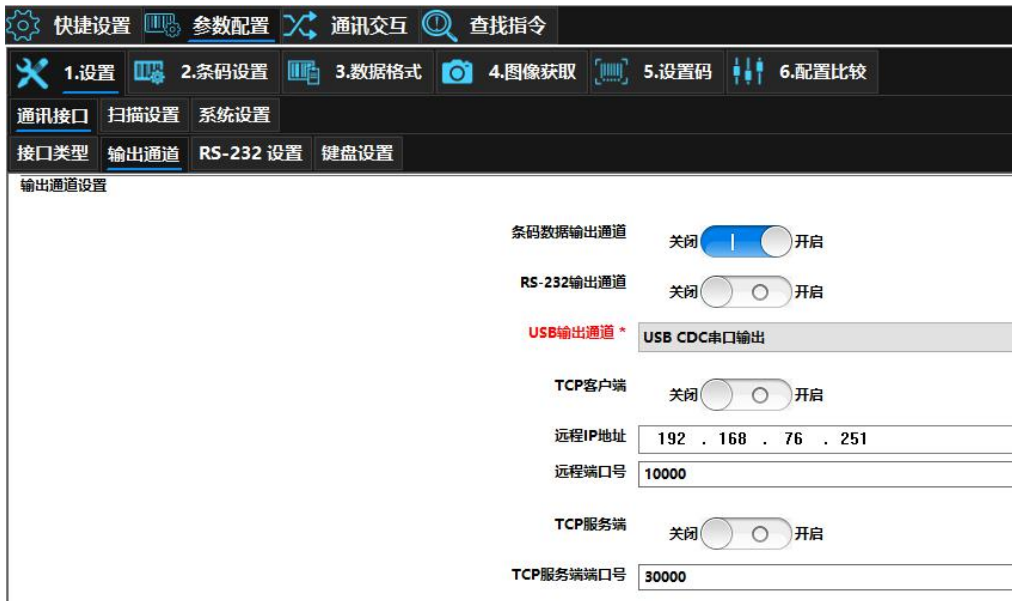 快捷设置 参数配置 通讯交互 查找指令
1.设置 2.条码设置 3.数据格式 4.图像获取 5.设置码 6.配置比较
通讯接口 扫描设置 系统设置
接口类型 输出通道 RS-232 设置 键盘设置
输出通道设置
条码数据输出通道 关闭 开启
RS-232输出通道 关闭 开启
USB输出通道 * USB CDC串口输出
TCP客户端 关闭 开启
远程IP地址 192 . 168 . 76 . 251
远程端口号 10000
TCP服务端 关闭 开启
TCP服务端端口号 30000